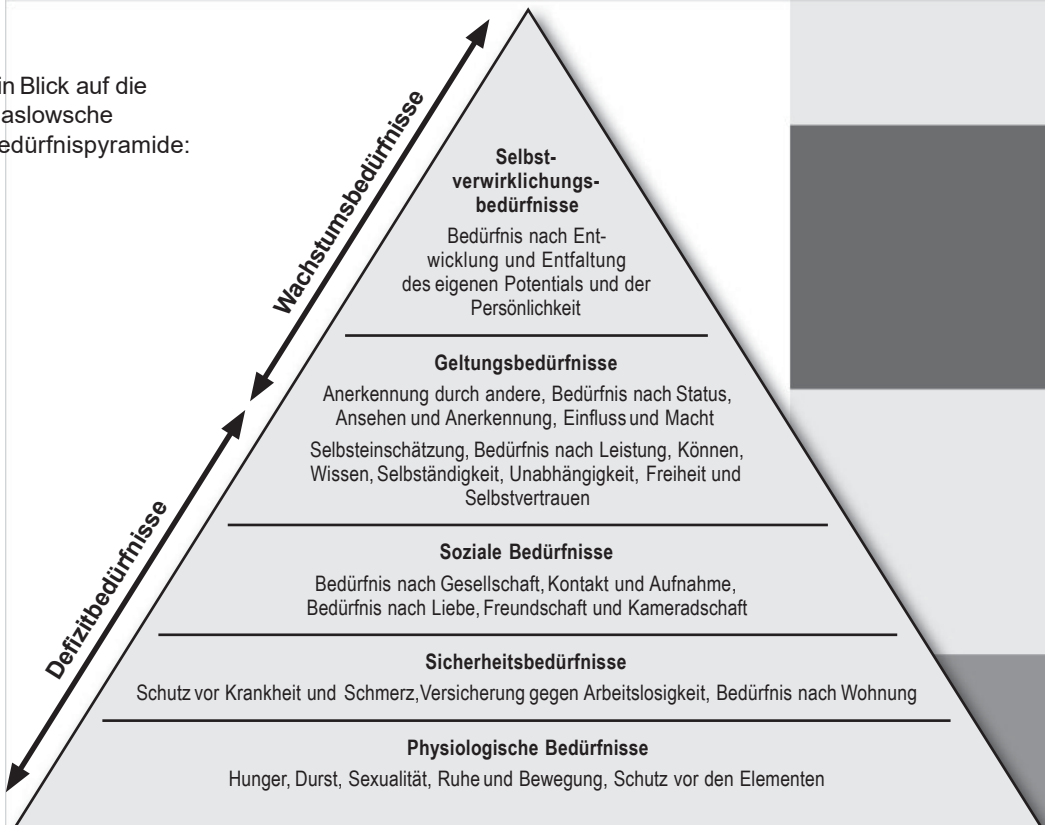 in Blick auf die
aslowsche
edürfnispyramide:
Wachstumsbedürfnisse
Defizitbedürfnisse
Selbst-
verwirklichungs-
bedürfnisse
Bedürfnis nach Ent-
wicklung und Entfaltung
des eigenen Potentials und der
Persönlichkeit
Geltungsbedürfnisse
Anerkennung durch andere, Bedürfnis nach Status,
Ansehen und Anerkennung, Einfluss und Macht
Selbsteinschätzung, Bedürfnis nach Leistung, Können,
Wissen, Selbständigkeit, Unabhängigkeit, Freiheit und
Selbstvertrauen
Soziale Bedürfnisse
Bedürfnis nach Gesellschaft, Kontakt und Aufnahme,
Bedürfnis nach Liebe, Freundschaft und Kameradschaft
Sicherheitsbedürfnisse
Schutz vor Krankheit und Schmerz, Versicherung gegen Arbeitslosigkeit, Bedürfnis nach Wohnung
Physiologische Bedürfnisse
Hunger, Durst, Sexualität, Ruhe und Bewegung, Schutz vor den Elementen